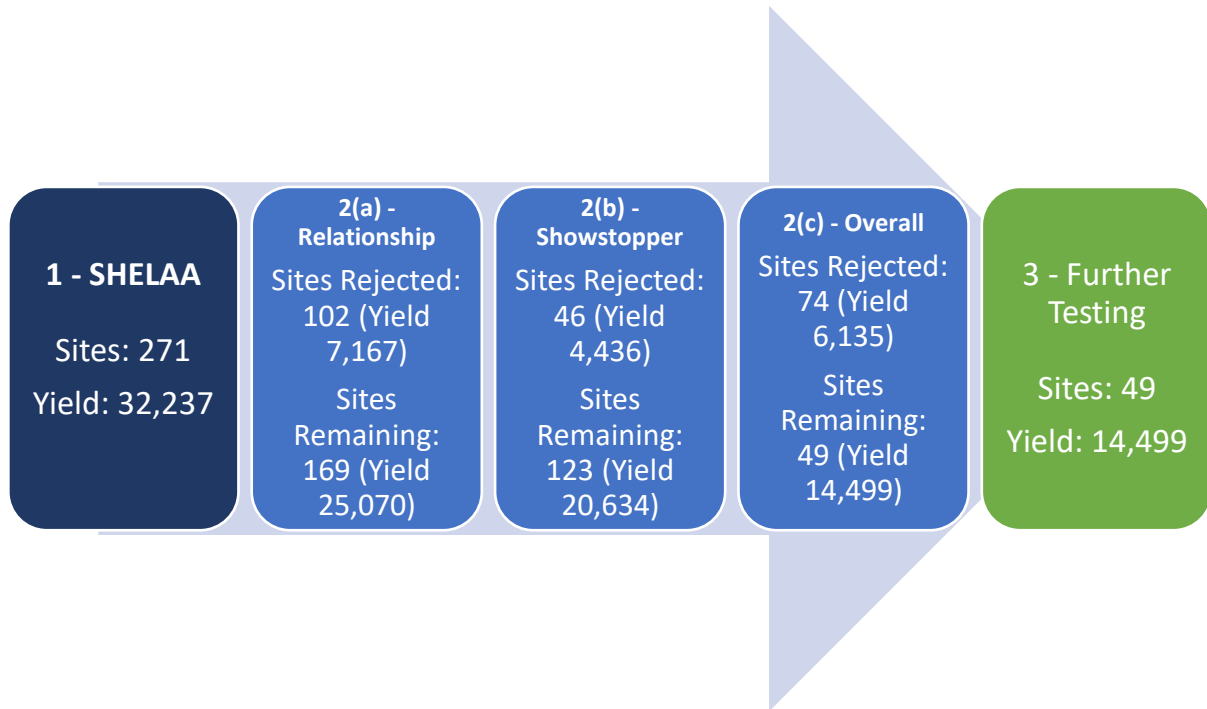 1 - SHELAA
Sites: 271
Yield: 32,237
2(a) -
Relationship
Sites Rejected:
102 (Yield
7,167)
Sites
Remaining:
169 (Yield
25,070)
2(b) -
Showstopper
Sites Rejected:
46 (Yield
4,436)
Sites
Remaining:
123 (Yield
20,634)
2(c) - Overall
Sites Rejected:
74 (Yield
6,135)
Sites
Remaining:
49 (Yield
14,499)
3 - Further
Testing
Sites: 49
Yield: 14,499